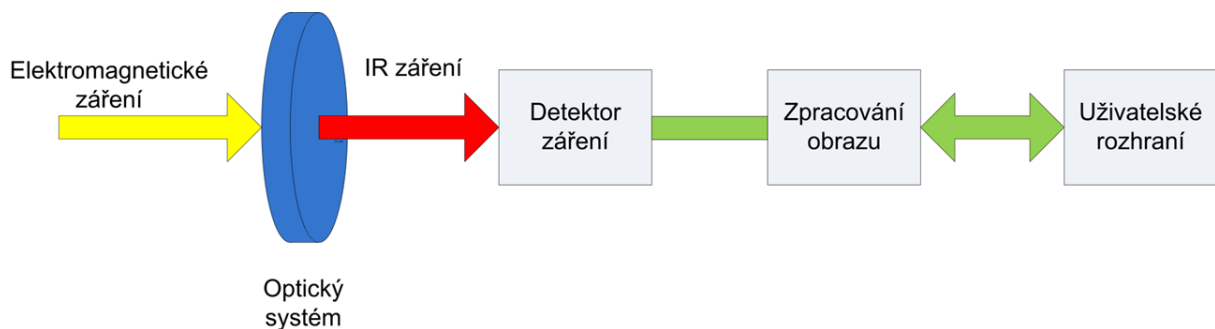 Elektromagnetické
záření
IR záření
Detektor
záření
Zpracování
obrazu
Uživatelské
rozhraní
Optický
systém